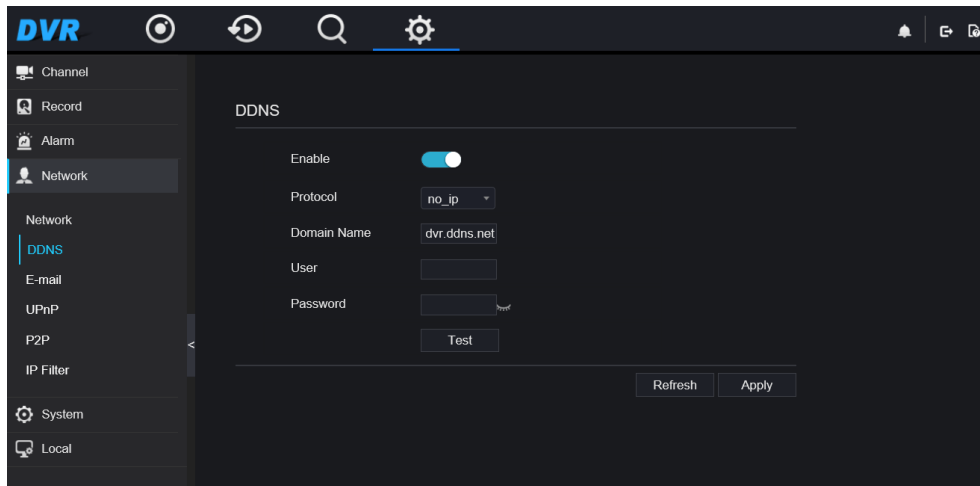 DVR
Channel
Record
Alarm
Network
Network
DDNS
E-mail
UPnP
P2P
IP Filter
System
Local
<
DDNS
Enable
Protocol no_ip
Domain Name dvr.ddns.net
User
Password
Test
Refresh Apply